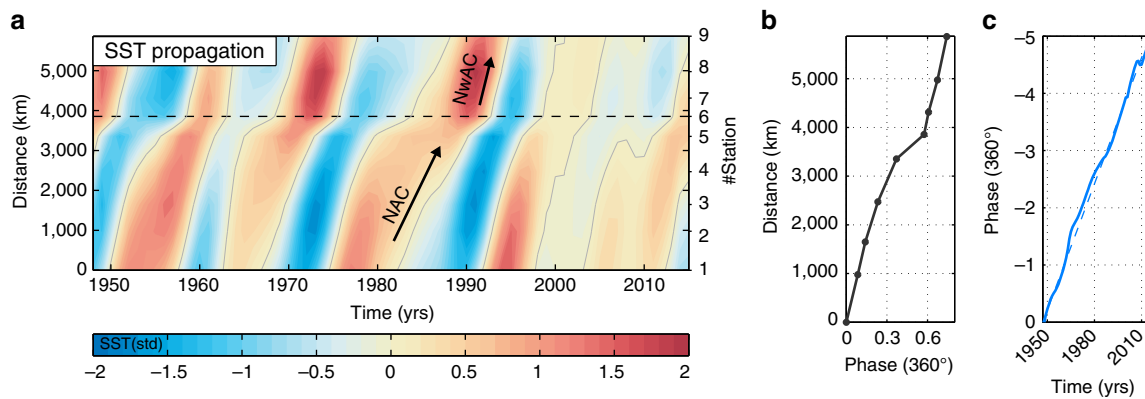 a
SST propagation
Distance (km)
5,000
4,000
3,000
2,000
1,000
0
NAC
NwAC
9
8
7
6
5
4
3
2
1
#Station
1950 1960 1970 1980 1990 2000 2010
Time (yrs)
SST(std)
−2 −1.5 −1 −0.5 0 0.5 1 1.5 2
b
Distance (km)
5,000
4,000
3,000
2,000
1,000
0
0 0.3 0.6
Phase (360°)
c
Phase (360°)
−5
−4
−3
−2
−1
0
1950 1980 2010
Time (yrs)